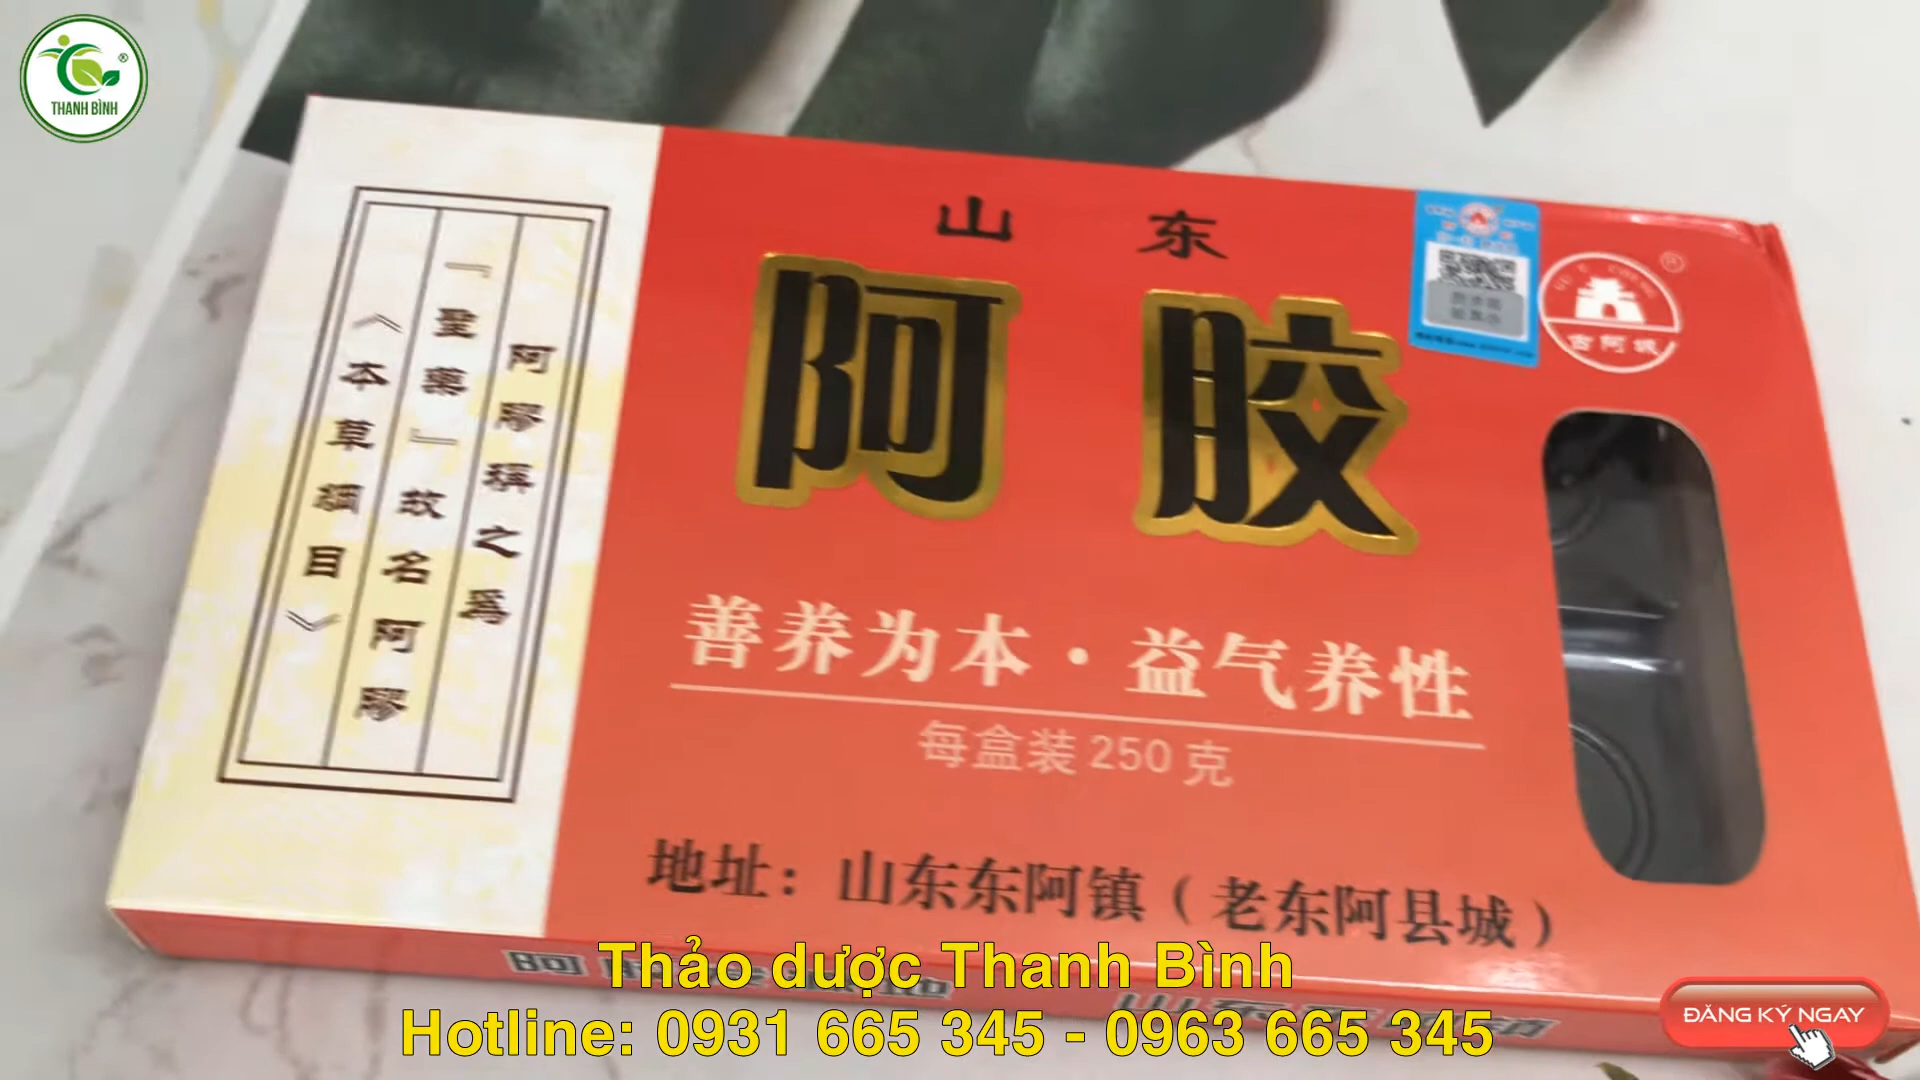 THANH BÌNH
山东
阿胶
古阿城
阿膠稱之爲
『聖藥』故名阿膠
《本草綱目》
善养为本·益气养性
每盒装250克
地址：山东东阿镇（老东阿县城）
Thảo dược Thanh Bình
Hotline: 0931 665 345 - 0963 665 345
ĐĂNG KÝ NGAY